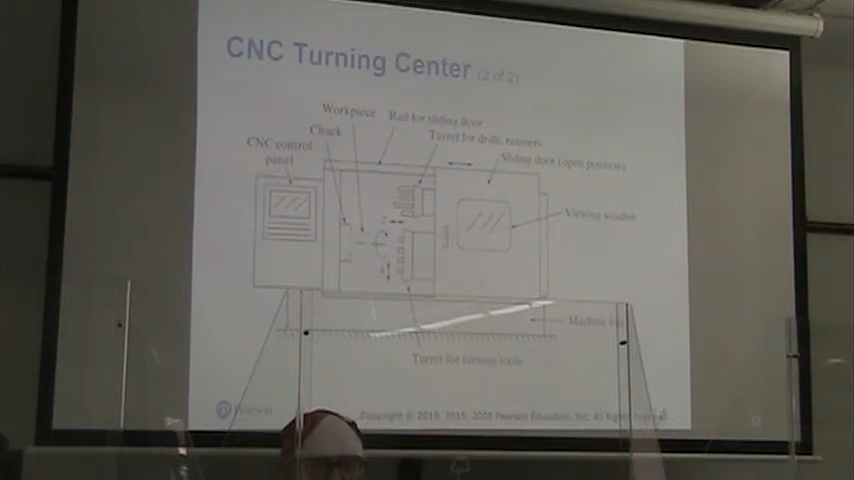 CNC Turning Center (2 of 2)
Workpiece
Rail for sliding door
Chuck
Turret for drills, reamers
CNC control
panel
Sliding door (open position)
Viewing window
Z
X
Machine
Turret for turning tools
Pearson
Copyright © 2019, 2015, 2008 Pearson Education, Inc. All Rights Reserved